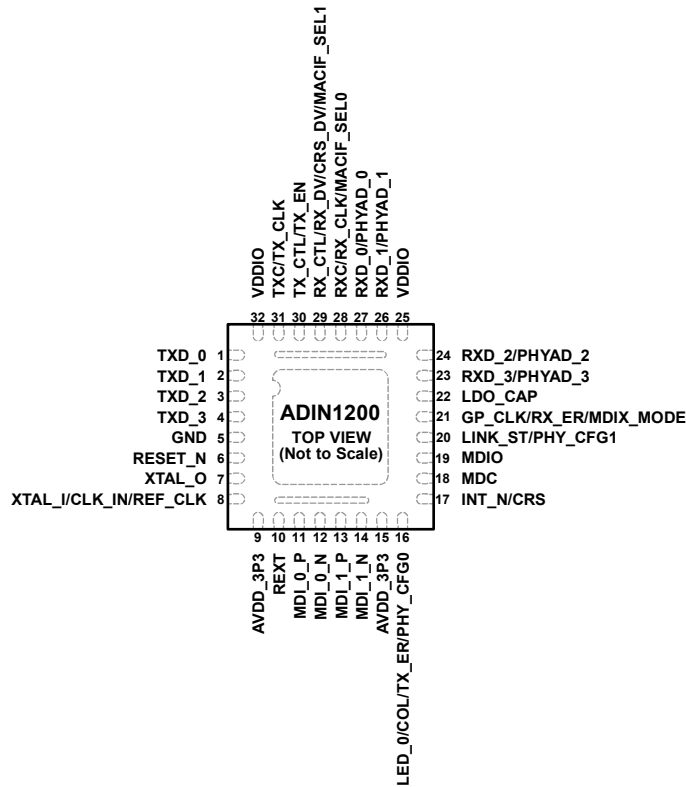 RX_CTL/RX_DV/CRS_DV/MACIF_SEL1
RXC/RX_CLK/MACIF_SEL0
RXD_0/PHYAD_0
RXD_1/PHYAD_1
TX_CTL/TX_EN
TXC/TX_CLK
VDDIO
VDDIO
32 31 30 29 28 27 26 25
TXD_0 1
TXD_1 2
TXD_2 3
TXD_3 4
GND 5
RESET_N 6
XTAL_O 7
XTAL_I/CLK_IN/REF_CLK 8
ADIN1200
TOP VIEW
(Not to Scale)
24 RXD_2/PHYAD_2
23 RXD_3/PHYAD_3
22 LDO_CAP
21 GP_CLK/RX_ER/MDIX_MODE
20 LINK_ST/PHY_CFG1
19 MDIO
18 MDC
17 INT_N/CRS
9 10 11 12 13 14 15 16
AVDD_3P3
REXT
MDI_0_P
MDI_0_N
MDI_1_P
MDI_1_N
AVDD_3P3
LED_0/COL/TX_ER/PHY_CFG0